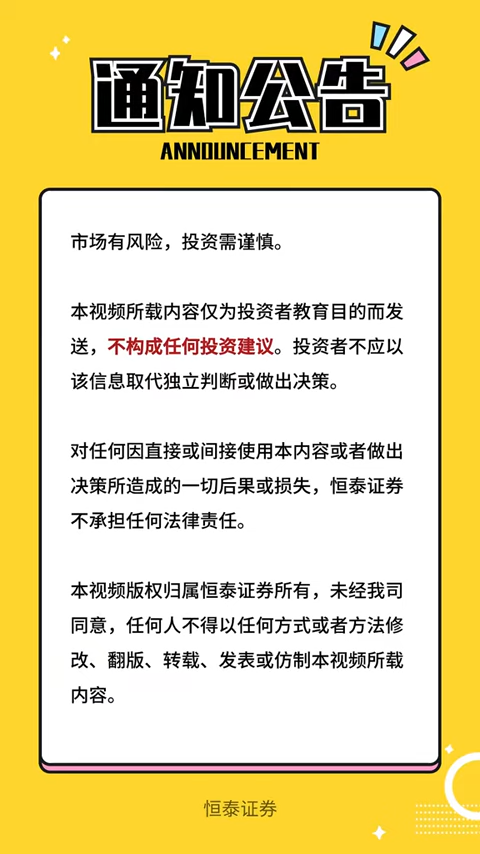 通知公告
ANNOUNCEMENT
市场有风险，投资需谨慎。
本视频所载内容仅为投资者教育目的而发
送，不构成任何投资建议。投资者不应以
该信息取代独立判断或做出决策。
对任何因直接或间接使用本内容或者做出
决策所造成的一切后果或损失，恒泰证券
不承担任何法律责任。
本视频版权归属恒泰证券所有，未经我司
同意，任何人不得以任何方式或者方法修
改、翻版、转载、发表或仿制本视频所载
内容。
恒泰证券